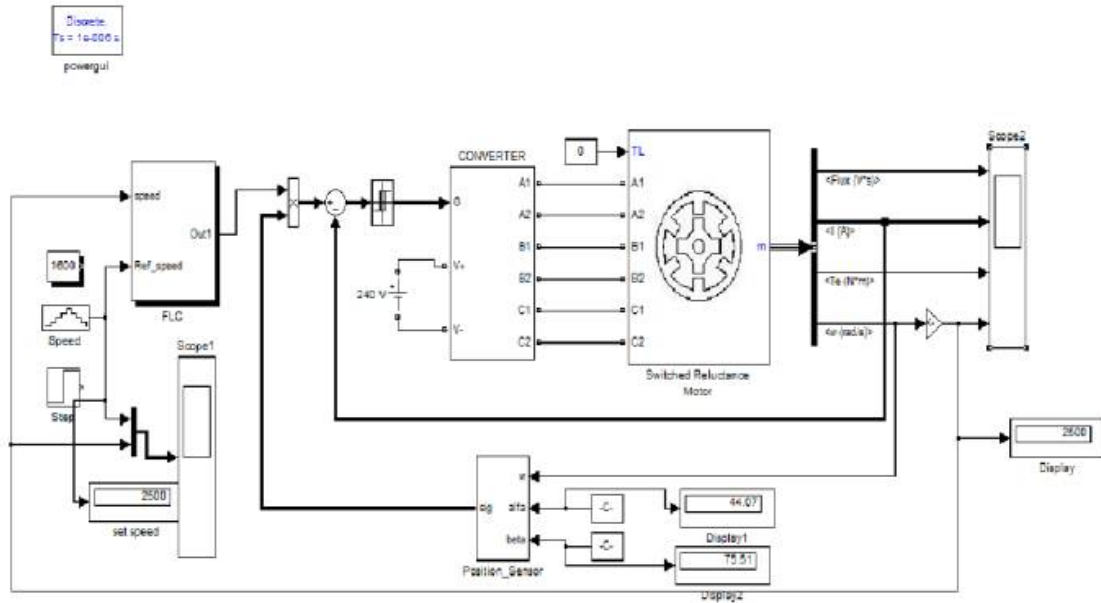 Discrete,
Ts = 1e-006 s
powergui
speed
Ref_speed
Out1
FLC
1600
Speed
Step
Scope1
2500
set speed
CONVERTER
G
V+
V-
240 V
A1
A2
B1
B2
C1
C2
0
TL
A1
A2
B1
B2
C1
C2
m
Switched Reluctance
Motor
<Flux (V*s)>
<I (A)>
<Te (N*m)>
<w (rad/s)>
Scope2
2500
Display
w
alfa
beta
sig
Position_Sensor
-C-
-C-
44.07
Display1
75.51
Display2